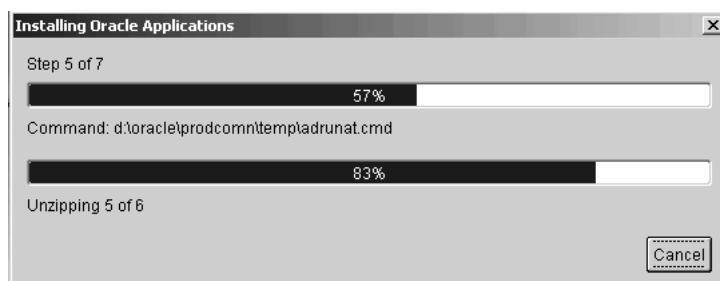 Installing Oracle Applications
Step 5 of 7
57%
Command: d:\oracle\prodcomn\temp\adrunat.cmd
83%
Unzipping 5 of 6
Cancel